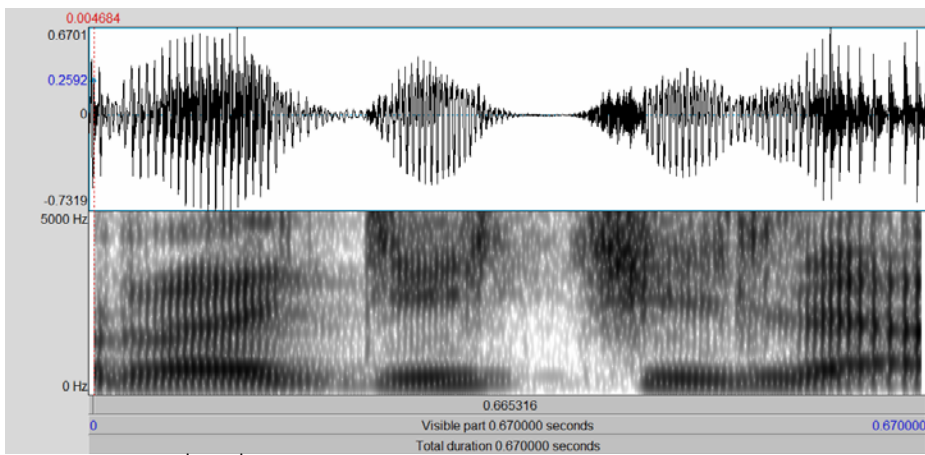 0.004684
0.6701
0.2592
0
-0.7319
5000 Hz
0 Hz
0.665316
0 Visible part 0.670000 seconds 0.670000
Total duration 0.670000 seconds